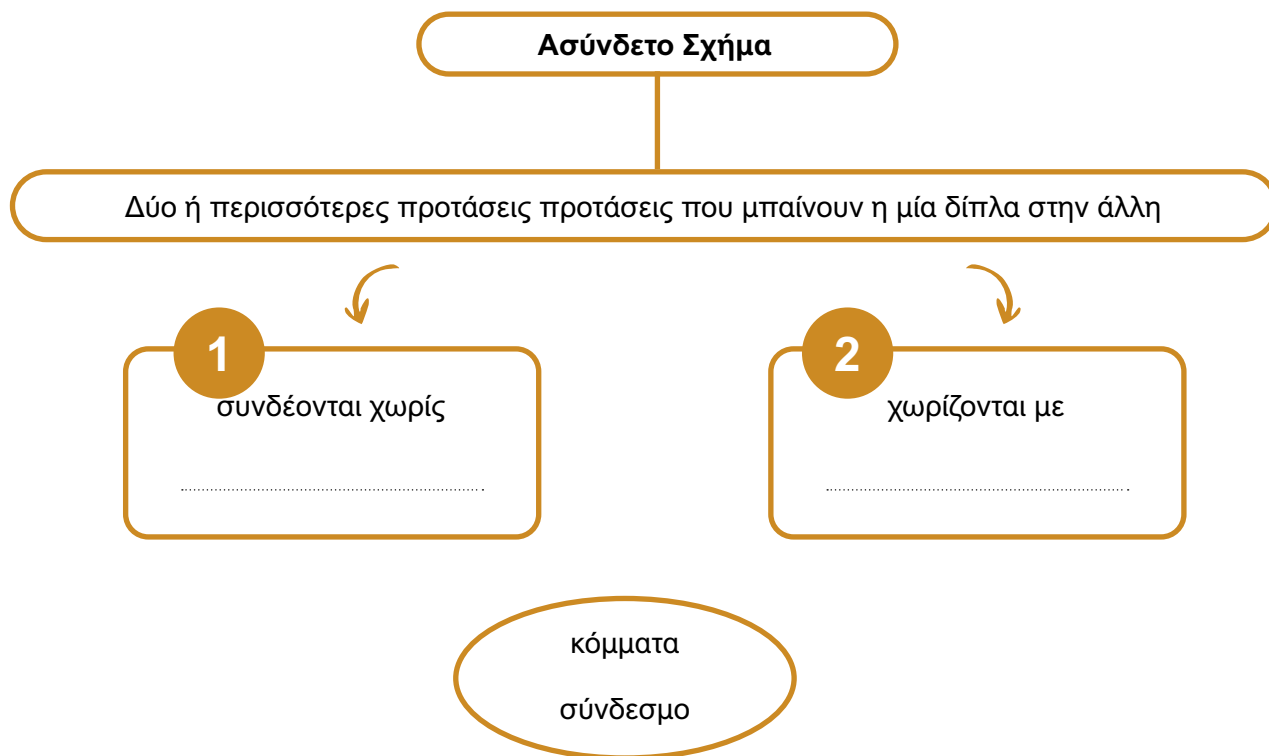 Ασύνδετο Σχήμα
Δύο ή περισσότερες προτάσεις προτάσεις που μπαίνουν η μία δίπλα στην άλλη
1
συνδέονται χωρίς
2
χωρίζονται με
κόμματα
σύνδεσμο